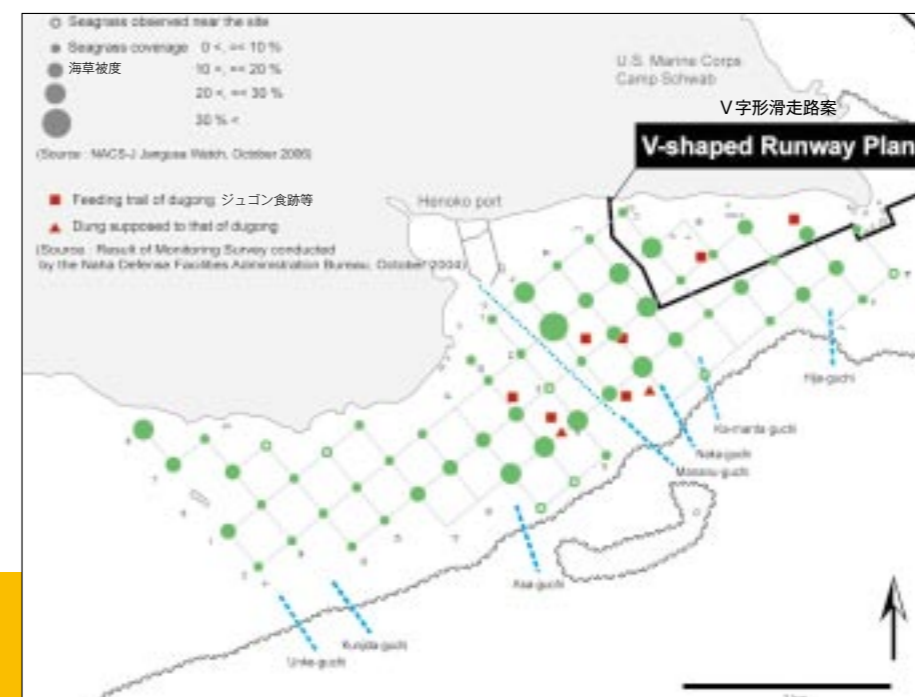 Seagrass observed near the site
Seagrass coverage 0 <, =< 10 %
海草被度 10 <, =< 20 %
20 <, =< 30 %
30 % <
(Source : NACS-J Jangusa Watch, October 2006)
Feeding trail of dugong ジュゴン食跡等
Dung supposed to that of dugong
(Source : Result of Monitoring Survey conducted
by the Naha Defense Facilities Administration Bureau, October 2004)
U.S. Marine Corps
Camp Schwab
V字形滑走路案
V-shaped Runway Plan
Henoko port
Hija-guchi
Ka-manta-guchi
Naka-guchi
Mananu-guchi
Asa-guchi
Kunjida-guchi
Unke-guchi